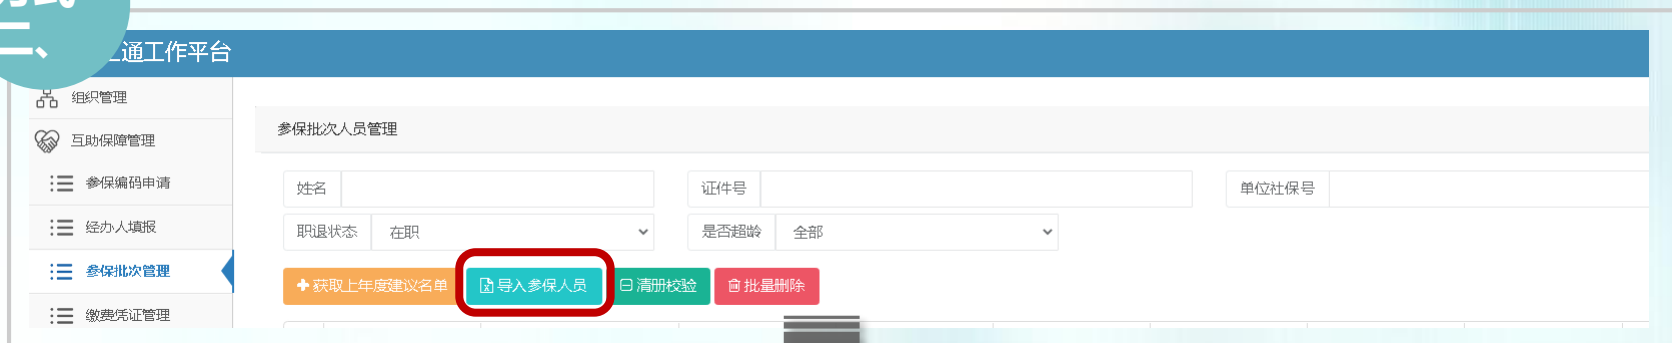 三、
通工作平台
组织管理
互助保障管理
参保编码申请
经办人填报
参保批次管理
缴费凭证管理
参保批次人员管理
姓名 证件号 单位社保号
职退状态 在职 是否超龄 全部
获取上年度建议名单 导入参保人员 清册校验 批量删除